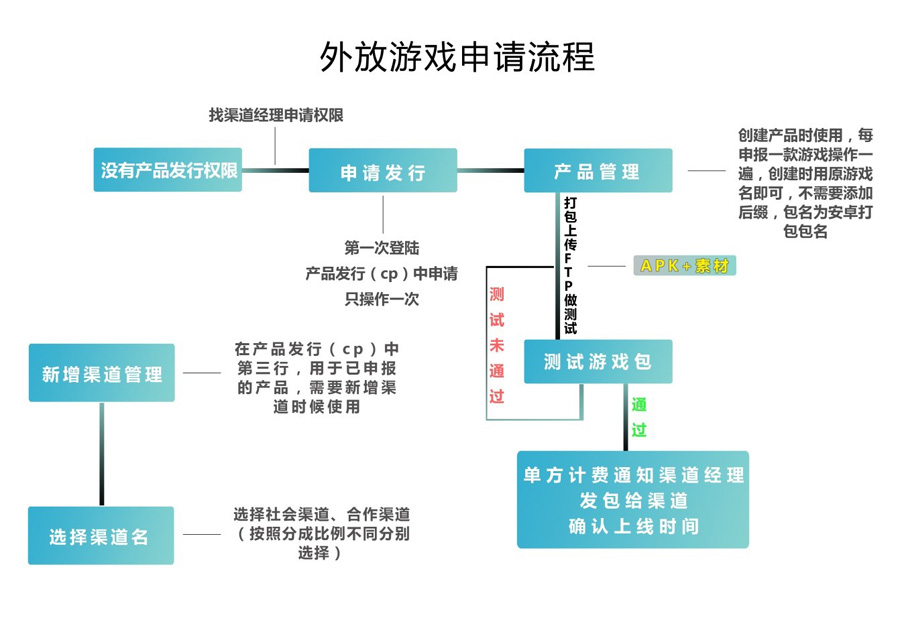 外放游戏申请流程
找渠道经理申请权限
没有产品发行权限
申请发行
产品管理
创建产品时使用，每
申报一款游戏操作一
遍，创建时用原游戏
名即可，不需要添加
后缀，包名为安卓打
包包名
第一次登陆
产品发行（cp）中申请
只操作一次
打包上传FTP做测试
APK+素材
测试未通过
测试游戏包
通过
单方计费通知渠道经理
发包给渠道
确认上线时间
新增渠道管理
在产品发行（cp）中
第三行，用于已申报
的产品，需要新增渠
道时候使用
选择渠道名
选择社会渠道、合作渠道
（按照分成比例不同分别
选择）